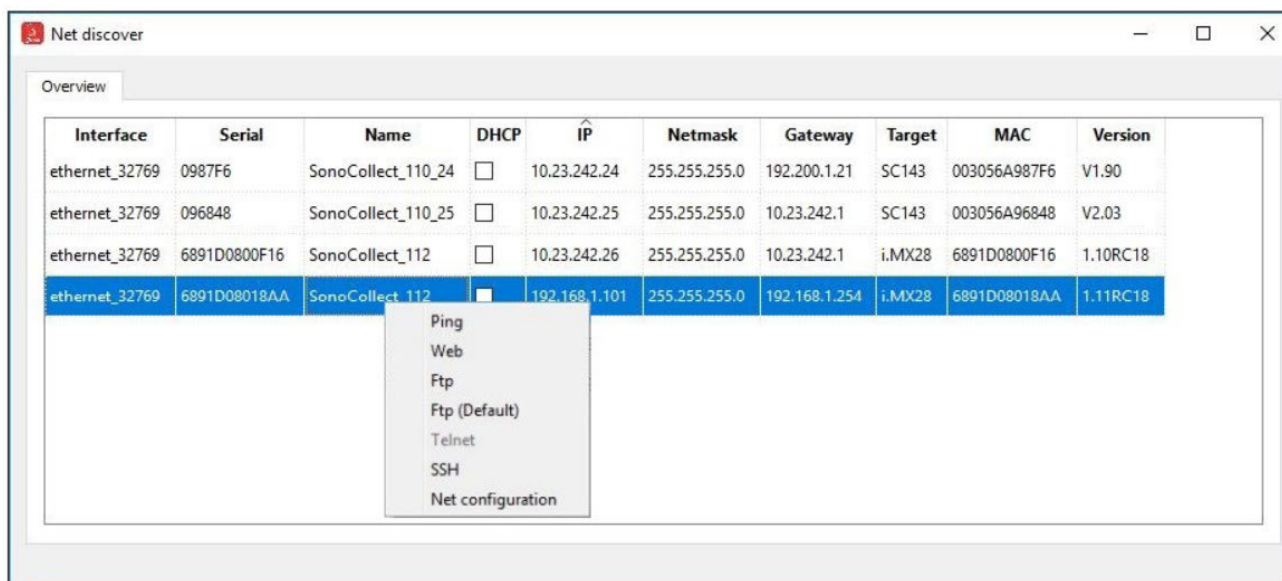 Net discover
Overview
Interface Serial Name DHCP IP Netmask Gateway Target MAC Version
ethernet_32769 0987F6 SonoCollect_110_24 10.23.242.24 255.255.255.0 192.200.1.21 SC143 003056A987F6 V1.90
ethernet_32769 096848 SonoCollect_110_25 10.23.242.25 255.255.255.0 10.23.242.1 SC143 003056A96848 V2.03
ethernet_32769 6891D0800F16 SonoCollect_112 10.23.242.26 255.255.255.0 10.23.242.1 i.MX28 6891D0800F16 1.10RC18
ethernet_32769 6891D08018AA SonoCollect_112 192.168.1.101 255.255.255.0 192.168.1.254 i.MX28 6891D08018AA 1.11RC18
Ping
Web
Ftp
Ftp (Default)
Telnet
SSH
Net configuration